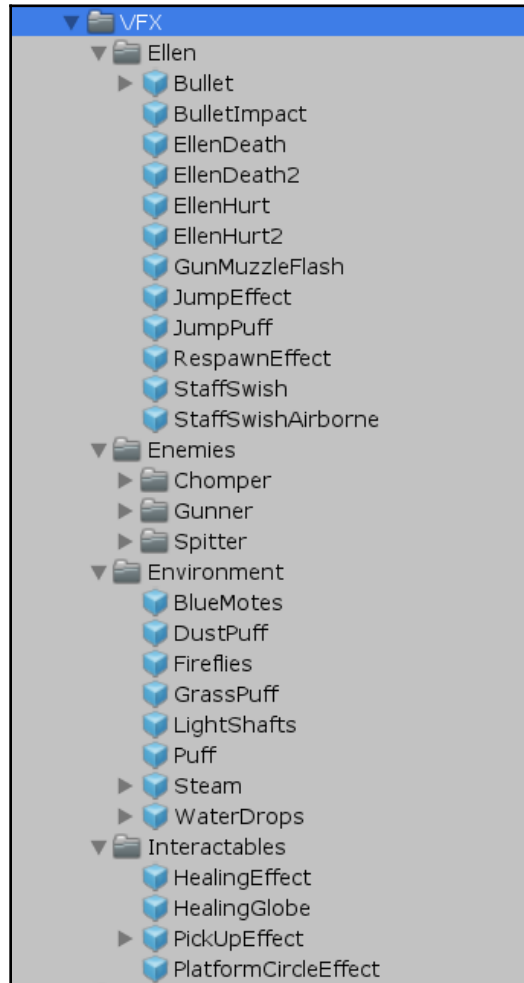 VFX
Ellen
Bullet
BulletImpact
EllenDeath
EllenDeath2
EllenHurt
EllenHurt2
GunMuzzleFlash
JumpEffect
JumpPuff
RespawnEffect
StaffSwish
StaffSwishAirborne
Enemies
Chomper
Gunner
Spitter
Environment
BlueMotes
DustPuff
Fireflies
GrassPuff
LightShafts
Puff
Steam
WaterDrops
Interactables
HealingEffect
HealingGlobe
PickUpEffect
PlatformCircleEffect